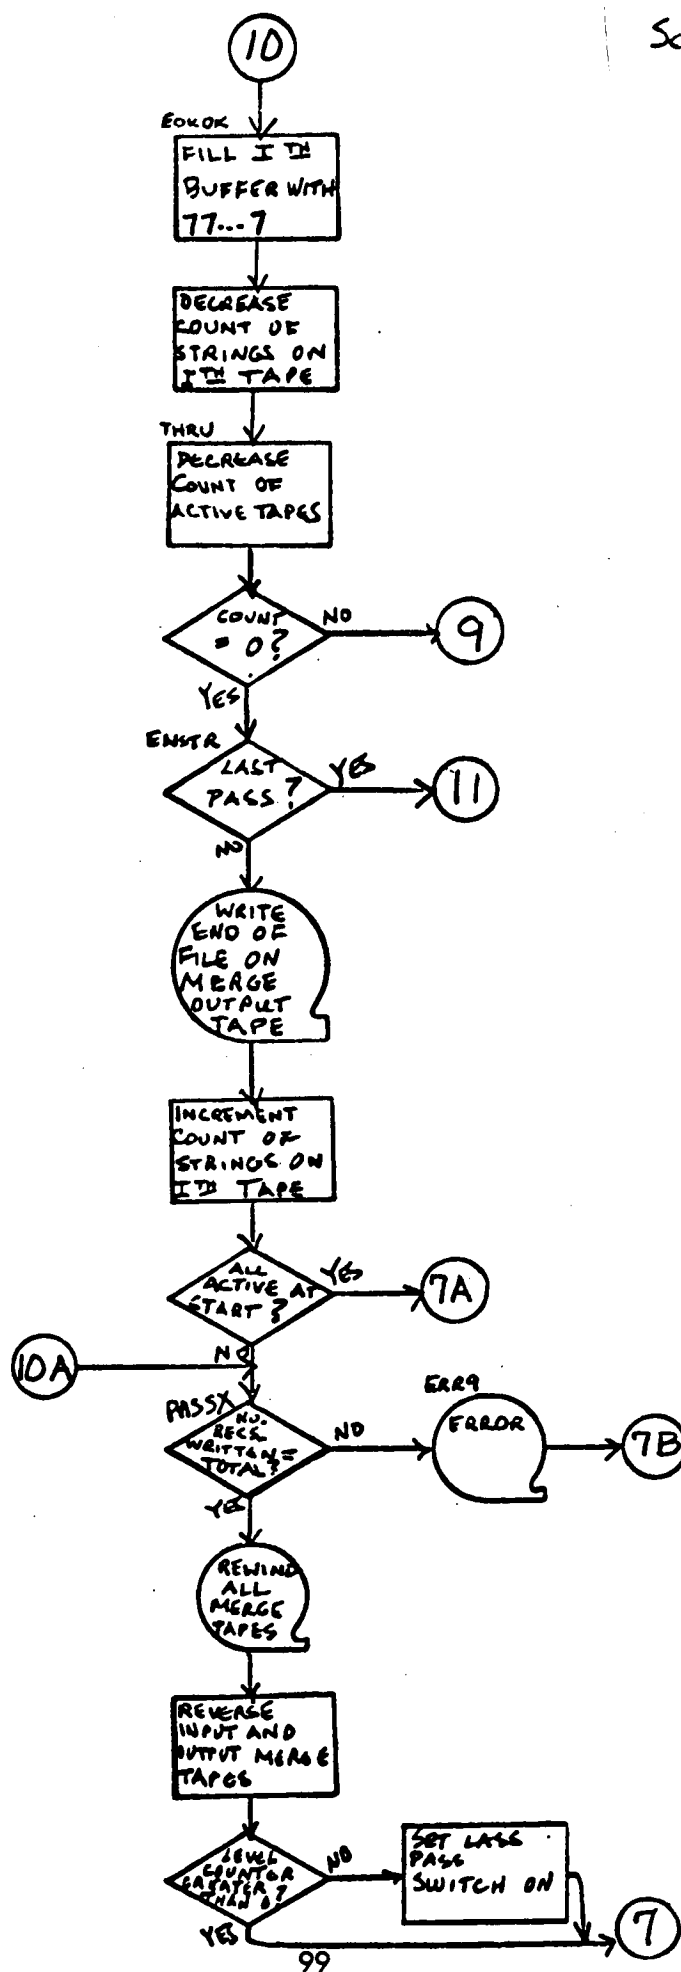 10
EOKOK
FILL I TH
BUFFER WITH
77...7
DECREASE
COUNT OF
STRINGS ON
I TH TAPE
THRU
DECREASE
COUNT OF
ACTIVE TAPES
COUNT
= 0?
NO
9
YES
ENSTR
LAST
PASS?
YES
11
NO
WRITE
END OF
FILE ON
MERGE
OUTPUT
TAPE
INCREMENT
COUNT OF
STRINGS ON
I TH TAPE
ALL
ACTIVE AT
START?
YES
7A
NO
10A
PASSX
NO.
RECS.
WRITTEN =
TOTAL?
NO
ERR9
ERROR
7B
YES
REWIND
ALL
MERGE
TAPES
REVERSE
INPUT AND
OUTPUT MERGE
TAPES
LEVEL
COUNTER
GREATER
THAN 0?
NO
SET LASS
PASS
SWITCH ON
YES
7
99